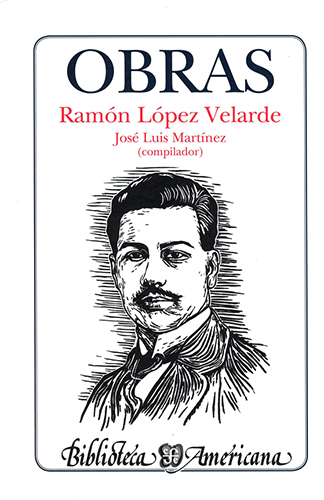 OBRAS
Ramón López Velarde
José Luis Martínez
(compilador)
Biblioteca Americana